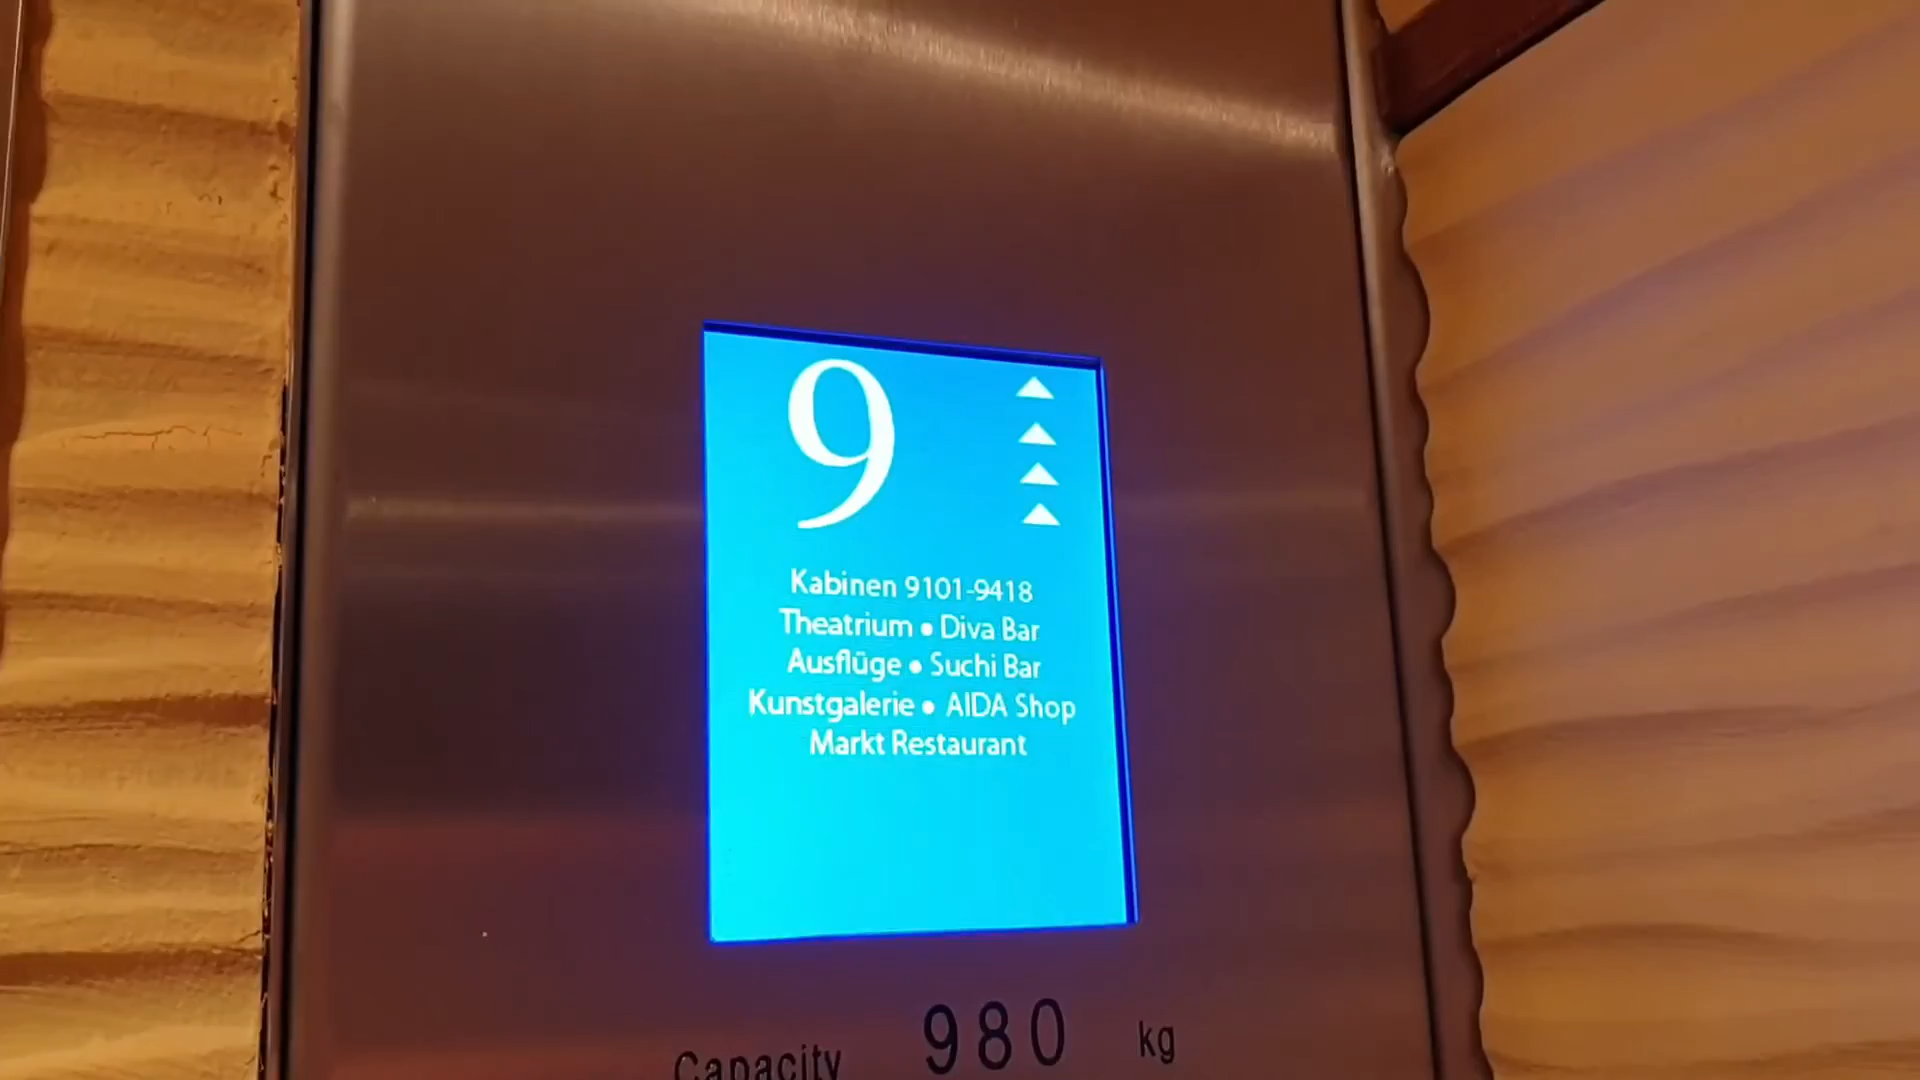 9
Kabinen 9101-9418
Theatrium • Diva Bar
Ausflüge • Suchi Bar
Kunstgalerie • AIDA Shop
Markt Restaurant
Capacity 980 kg